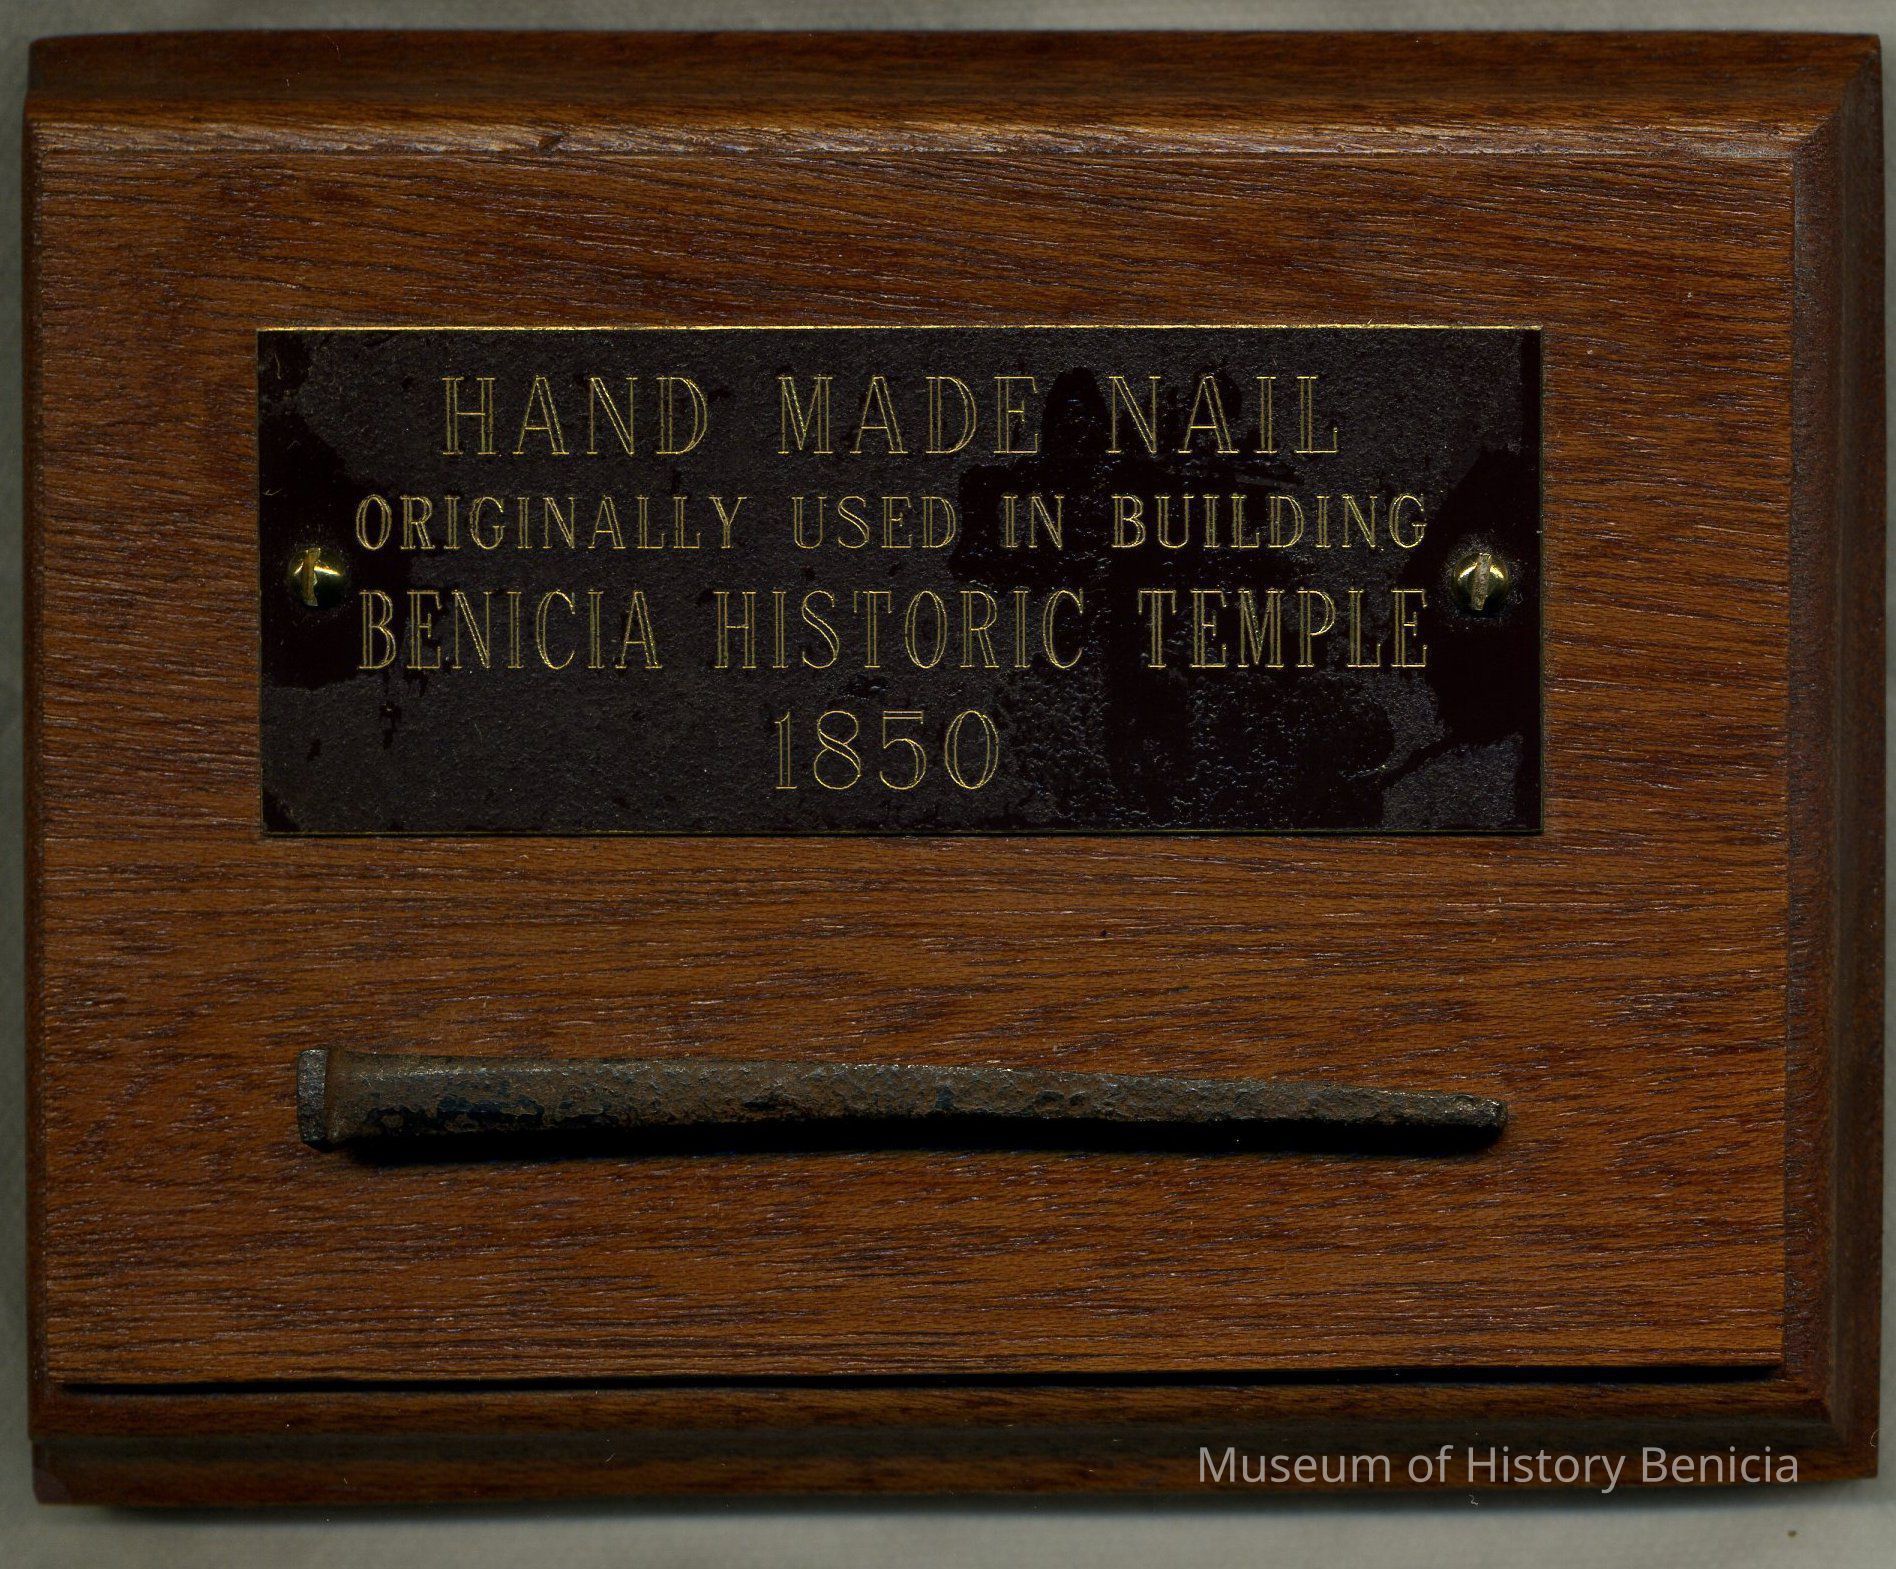 HAND MADE NAIL
ORIGINALLY USED IN BUILDING
BENICIA HISTORIC TEMPLE
1850
Museum of History Benicia